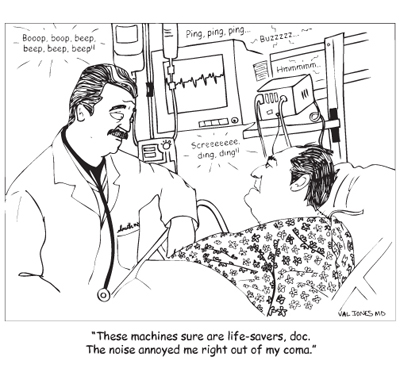 Booop, boop, beep,
beep, beep, beep!!
Ping, ping, ping...
Buzzzzz...
Hmmmmm...
Screeeeeee,
ding, ding!!
VAL JONES MD
"These machines sure are life-savers, doc.
The noise annoyed me right out of my coma."